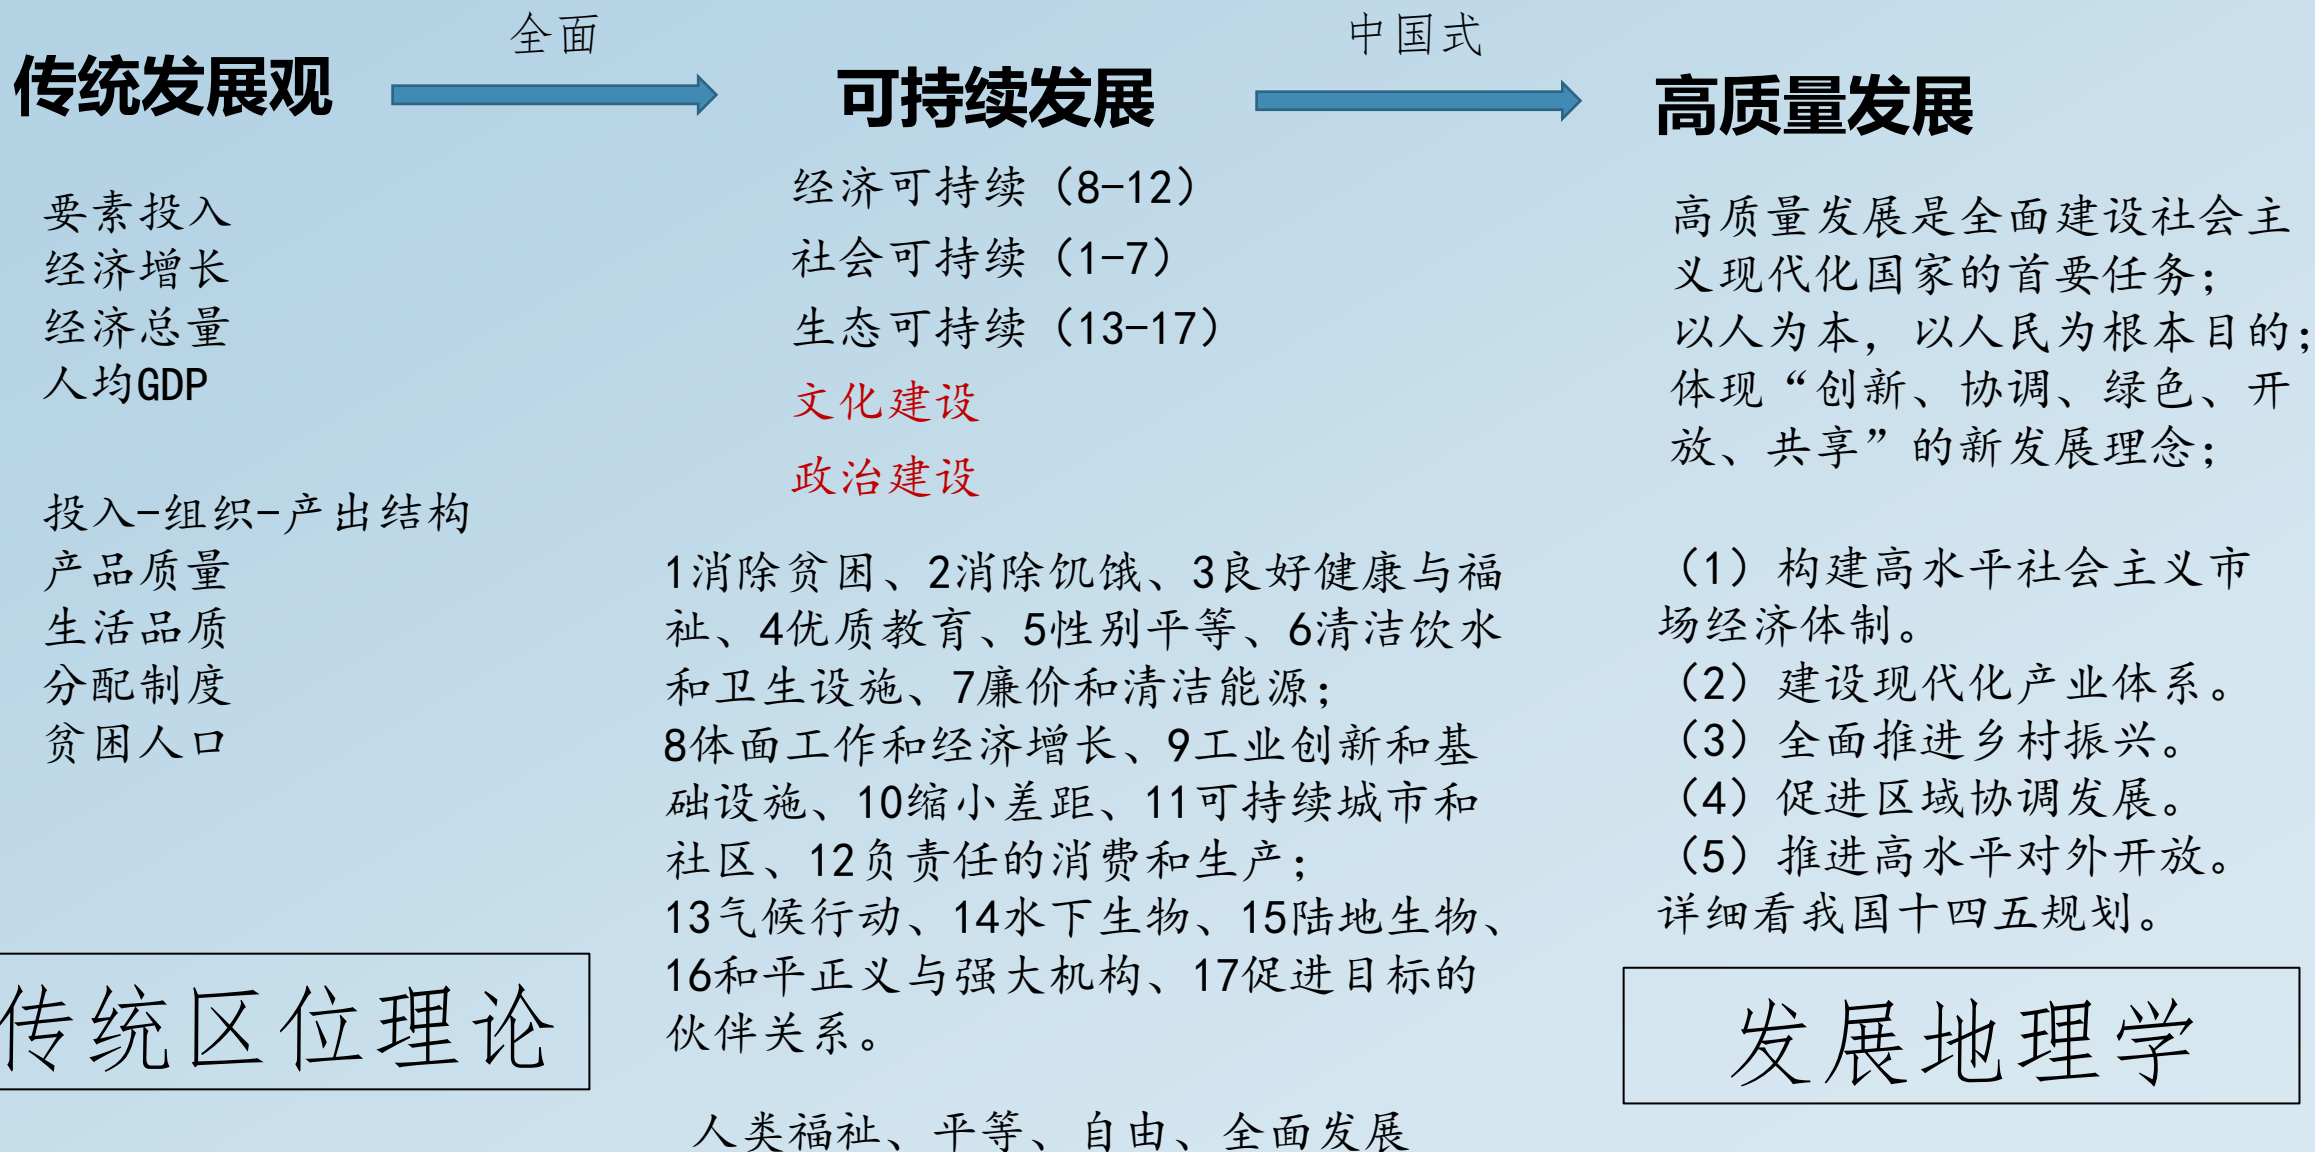 全面
中国式
传统发展观
可持续发展
高质量发展
要素投入
经济增长
经济总量
人均GDP
投入-组织-产出结构
产品质量
生活品质
分配制度
贫困人口
传统区位理论
经济可持续（8-12）
社会可持续（1-7）
生态可持续（13-17）
文化建设
政治建设
1消除贫困、2消除饥饿、3良好健康与福
祉、4优质教育、5性别平等、6清洁饮水
和卫生设施、7廉价和清洁能源；
8体面工作和经济增长、9工业创新和基
础设施、10缩小差距、11可持续城市和
社区、12负责任的消费和生产；
13气候行动、14水下生物、15陆地生物、
16和平正义与强大机构、17促进目标的
伙伴关系。
人类福祉、平等、自由、全面发展
高质量发展是全面建设社会主
义现代化国家的首要任务；
以人为本，以人民为根本目的；
体现“创新、协调、绿色、开
放、共享”的新发展理念；
（1）构建高水平社会主义市
场经济体制。
（2）建设现代化产业体系。
（3）全面推进乡村振兴。
（4）促进区域协调发展。
（5）推进高水平对外开放。
详细看我国十四五规划。
发展地理学